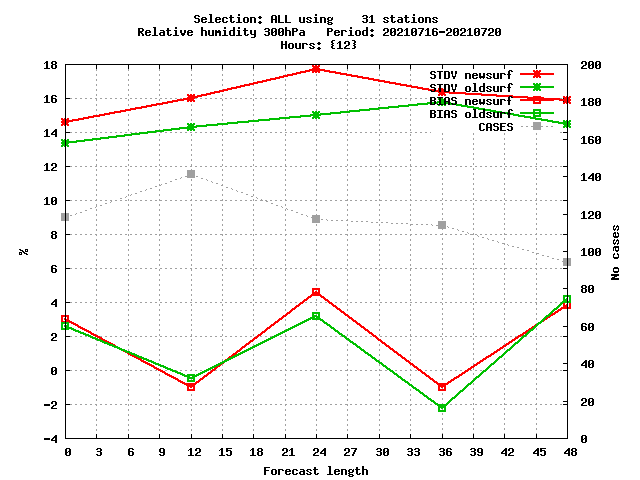 Selection: ALL using    31 stations
Relative humidity 300hPa   Period: 20210716-20210720
Hours: {12}
STDV newsurf
STDV oldsurf
BIAS newsurf
BIAS oldsurf
CASES
18
16
14
12
10
8
6
4
2
0
-2
-4
%
200
180
160
140
120
100
80
60
40
20
0
No cases
0 3 6 9 12 15 18 21 24 27 30 33 36 39 42 45 48
Forecast length